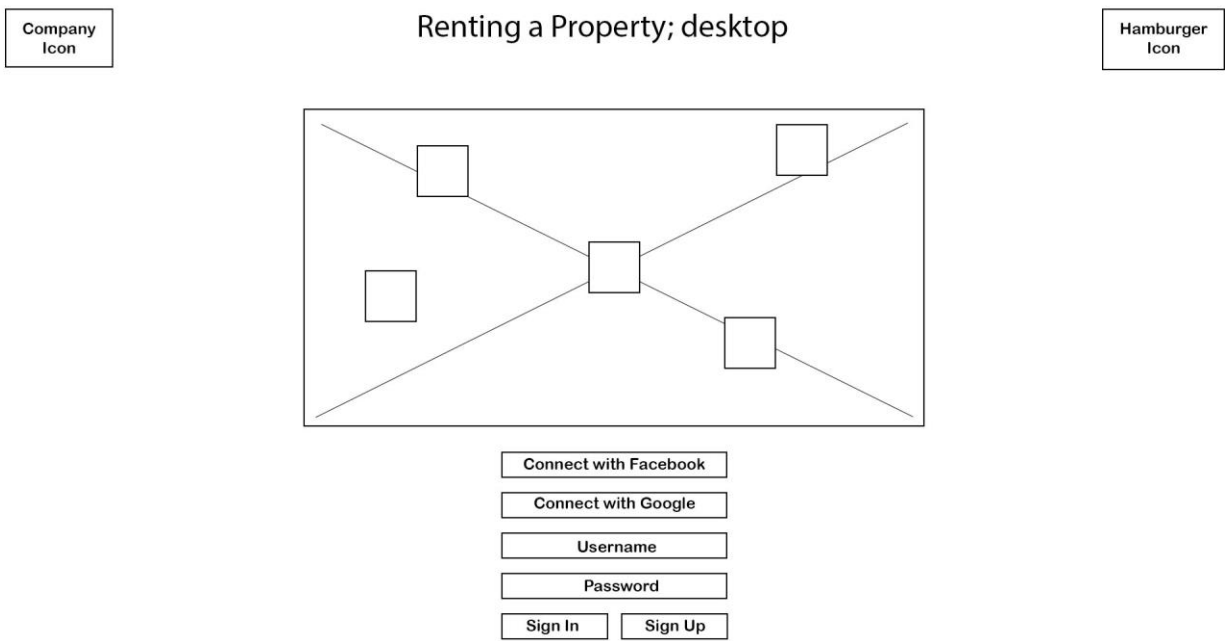 Company
Icon
Renting a Property; desktop
Hamburger
Icon
Connect with Facebook
Connect with Google
Username
Password
Sign In
Sign Up